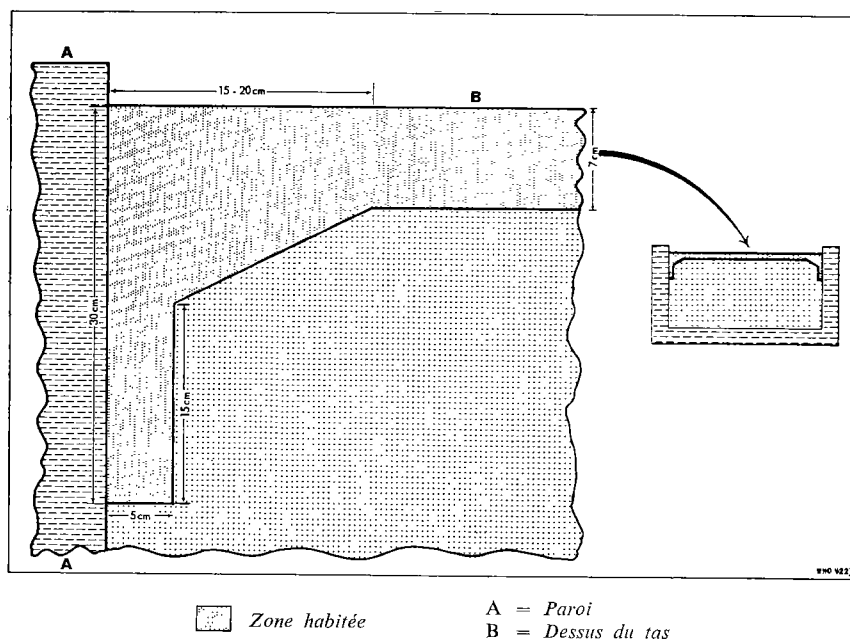 A
15 - 20cm
B
7cm
30cm
15cm
5cm
A
Zone habitée
A = Paroi
B = Dessus du tas